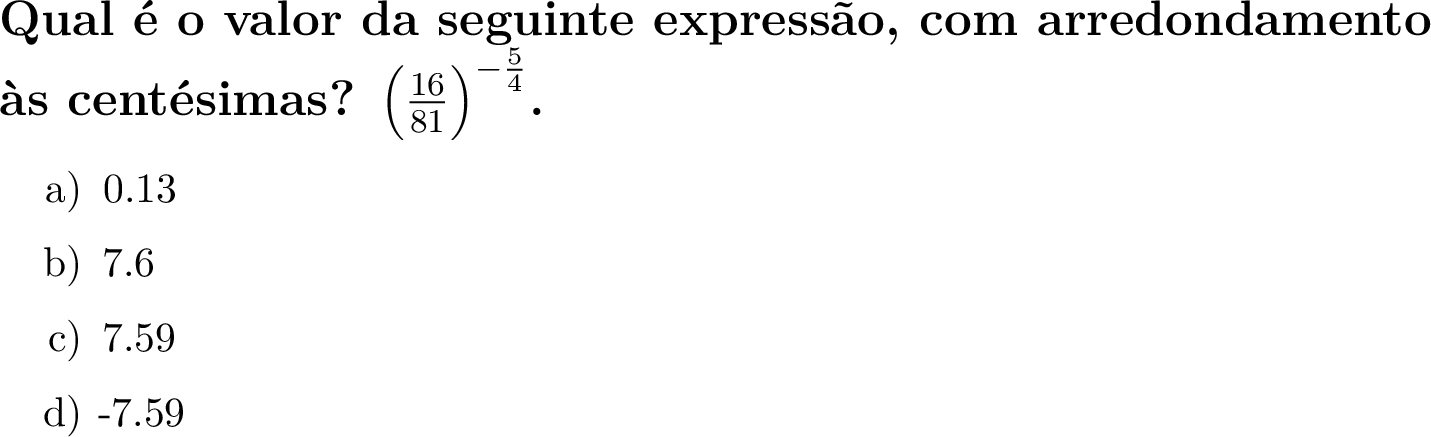 Qual é o valor da seguinte expressão, com arredondamento
às centésimas? $\left(\frac{16}{81}\right)^{-\frac{5}{4}}$.
a) 0.13
b) 7.6
c) 7.59
d) -7.59